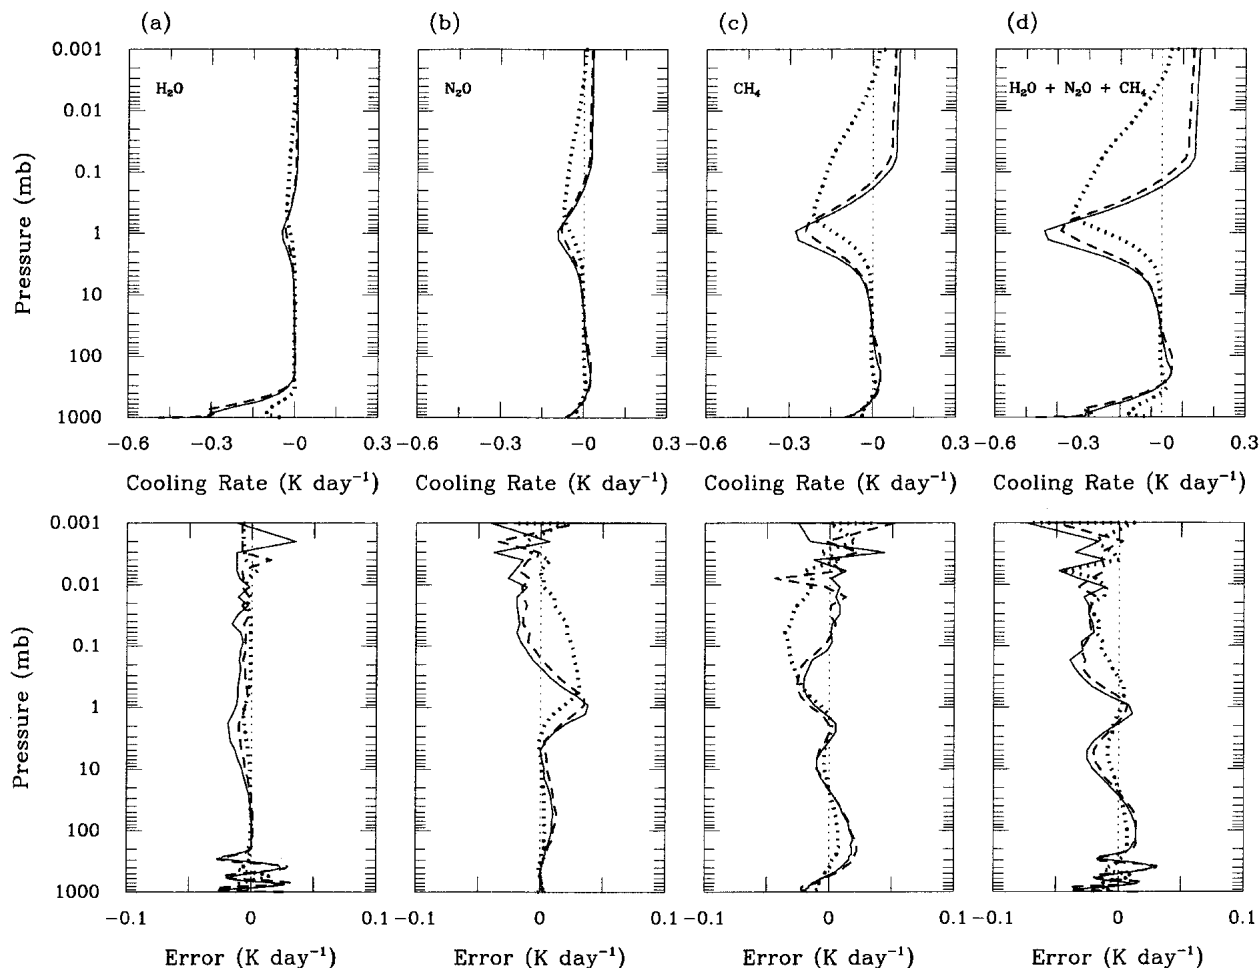 (a) (b) (c) (d)
H₂O N₂O CH₄ H₂O + N₂O + CH₄
Pressure (mb)
0.001
0.01
0.1
1
10
100
1000
−0.6 −0.3 −0 0.3 −0.6 −0.3 −0 0.3 −0.6 −0.3 −0 0.3 −0.6 −0.3 −0 0.3
Cooling Rate (K day⁻¹) Cooling Rate (K day⁻¹) Cooling Rate (K day⁻¹) Cooling Rate (K day⁻¹)
Pressure (mb)
0.001
0.01
0.1
1
10
100
1000
−0.1 0 0.1 −0.1 0 0.1 −0.1 0 0.1 −0.1 0 0.1
Error (K day⁻¹) Error (K day⁻¹) Error (K day⁻¹) Error (K day⁻¹)